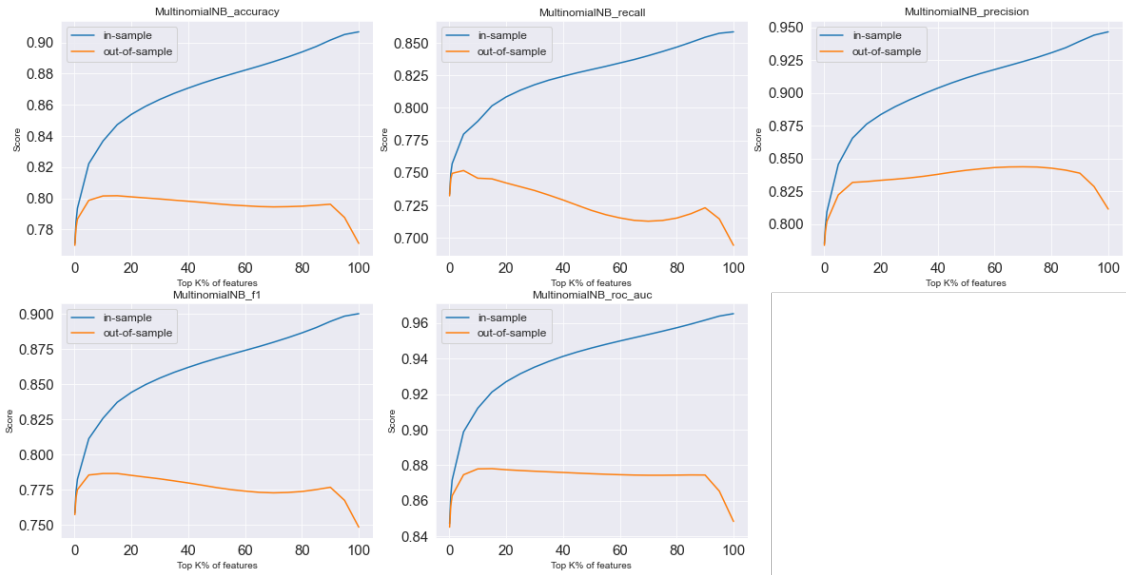 MultinomialNB_accuracy
in-sample
out-of-sample
Score
0.90
0.88
0.86
0.84
0.82
0.80
0.78
0 20 40 60 80 100
Top K% of features
MultinomialNB_recall
in-sample
out-of-sample
Score
0.850
0.825
0.800
0.775
0.750
0.725
0.700
0 20 40 60 80 100
Top K% of features
MultinomialNB_precision
in-sample
out-of-sample
Score
0.950
0.925
0.900
0.875
0.850
0.825
0.800
0 20 40 60 80 100
Top K% of features
MultinomialNB_f1
in-sample
out-of-sample
Score
0.900
0.875
0.850
0.825
0.800
0.775
0.750
0 20 40 60 80 100
Top K% of features
MultinomialNB_roc_auc
in-sample
out-of-sample
Score
0.96
0.94
0.92
0.90
0.88
0.86
0.84
0 20 40 60 80 100
Top K% of features